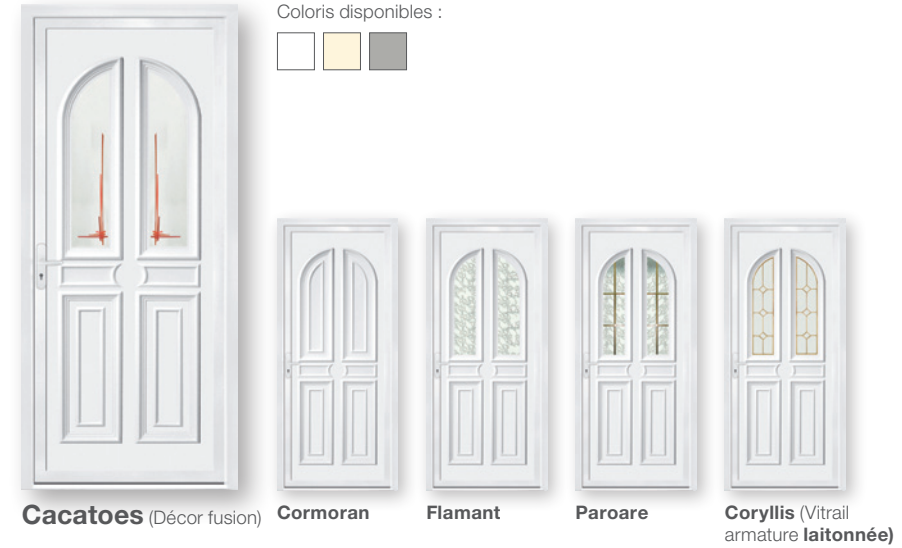 Coloris disponibles :
Cacatoes (Décor fusion)
Cormoran
Flamant
Paroare
Coryllis (Vitrail
armature laitonnée)